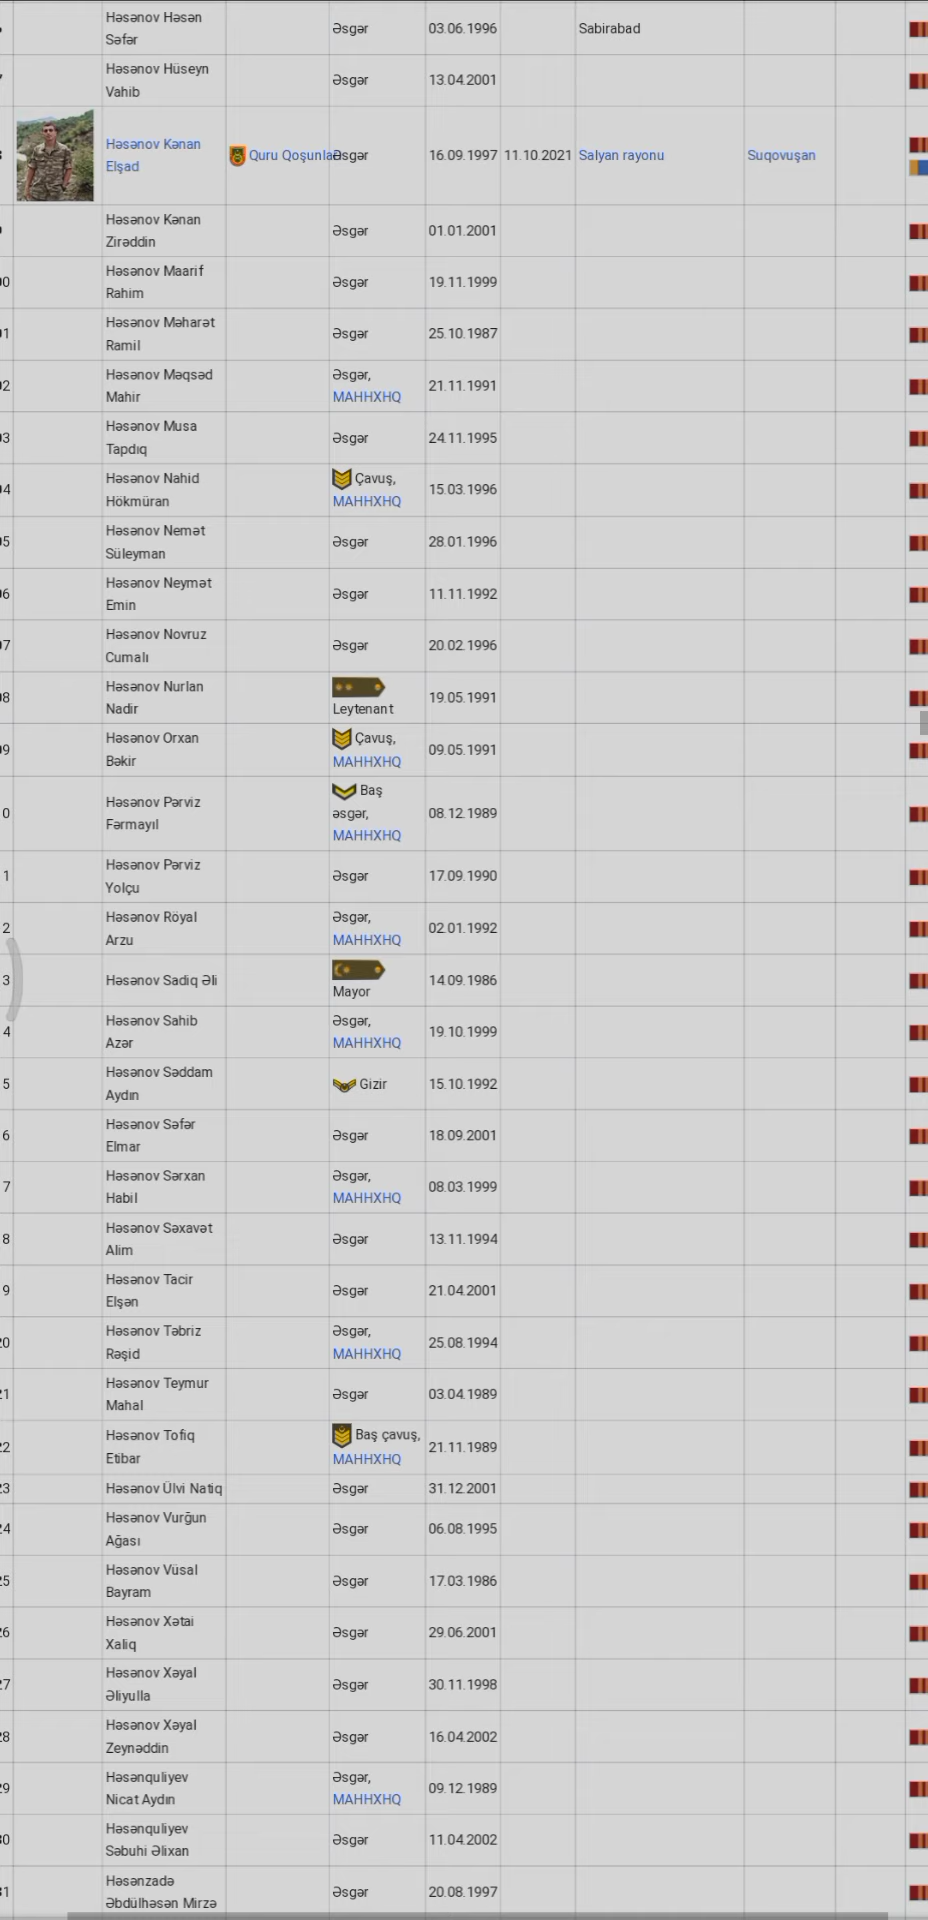 Həsənov Həsən
Səfər
Əsgər
03.06.1996
Sabirabad
Həsənov Hüseyn
Vahib
Əsgər
13.04.2001
Həsənov Kənan
Elşad
Əsgər
16.09.1997
11.10.2021
Salyan rayonu
Suqovuşan
Həsənov Kənan
Zirəddin
Əsgər
01.01.2001
Həsənov Maarif
Rahim
Əsgər
19.11.1999
Həsənov Məharət
Ramil
Əsgər
25.10.1987
Həsənov Məqsəd
Mahir
Əsgər,
MAHHXHQ
21.11.1991
Həsənov Musa
Tapdıq
Əsgər
24.11.1995
Həsənov Nahid
Hökmüran
Çavuş,
MAHHXHQ
15.03.1996
Həsənov Nemət
Süleyman
Əsgər
28.01.1996
Həsənov Neymət
Emin
Əsgər
11.11.1992
Həsənov Novruz
Cumalı
Əsgər
20.02.1996
Həsənov Nurlan
Nadir
Leytenant
19.05.1991
Həsənov Orxan
Bəkir
Çavuş,
MAHHXHQ
09.05.1991
Həsənov Pərviz
Fərmayıl
Baş
əsgər,
MAHHXHQ
08.12.1989
Həsənov Pərviz
Yolçu
Əsgər
17.09.1990
Həsənov Röyal
Arzu
Əsgər,
MAHHXHQ
02.01.1992
Həsənov Sadiq Əli
Mayor
14.09.1986
Həsənov Sahib
Azər
Əsgər,
MAHHXHQ
19.10.1999
Həsənov Səddam
Aydın
Gizir
15.10.1992
Həsənov Səfər
Elmar
Əsgər
18.09.2001
Həsənov Sərxan
Habil
Əsgər,
MAHHXHQ
08.03.1999
Həsənov Səxavət
Alim
Əsgər
13.11.1994
Həsənov Tacir
Elşən
Əsgər
21.04.2001
Həsənov Təbriz
Rəşid
Əsgər,
MAHHXHQ
25.08.1994
Həsənov Teymur
Mahal
Əsgər
03.04.1989
Həsənov Tofiq
Etibar
Baş çavuş,
MAHHXHQ
21.11.1989
Həsənov Ülvi Natiq
Əsgər
31.12.2001
Həsənov Vurğun
Ağası
Əsgər
06.08.1995
Həsənov Vüsal
Bayram
Əsgər
17.03.1986
Həsənov Xətai
Xaliq
Əsgər
29.06.2001
Həsənov Xəyal
Əliyulla
Əsgər
30.11.1998
Həsənov Xəyal
Zeynəddin
Əsgər
16.04.2002
Həsənquliyev
Nicat Aydın
Əsgər,
MAHHXHQ
09.12.1989
Həsənquliyev
Səbuhi Əlixan
Əsgər
11.04.2002
Həsənzadə
Əbdülhəsən Mirzə
Əsgər
20.08.1997